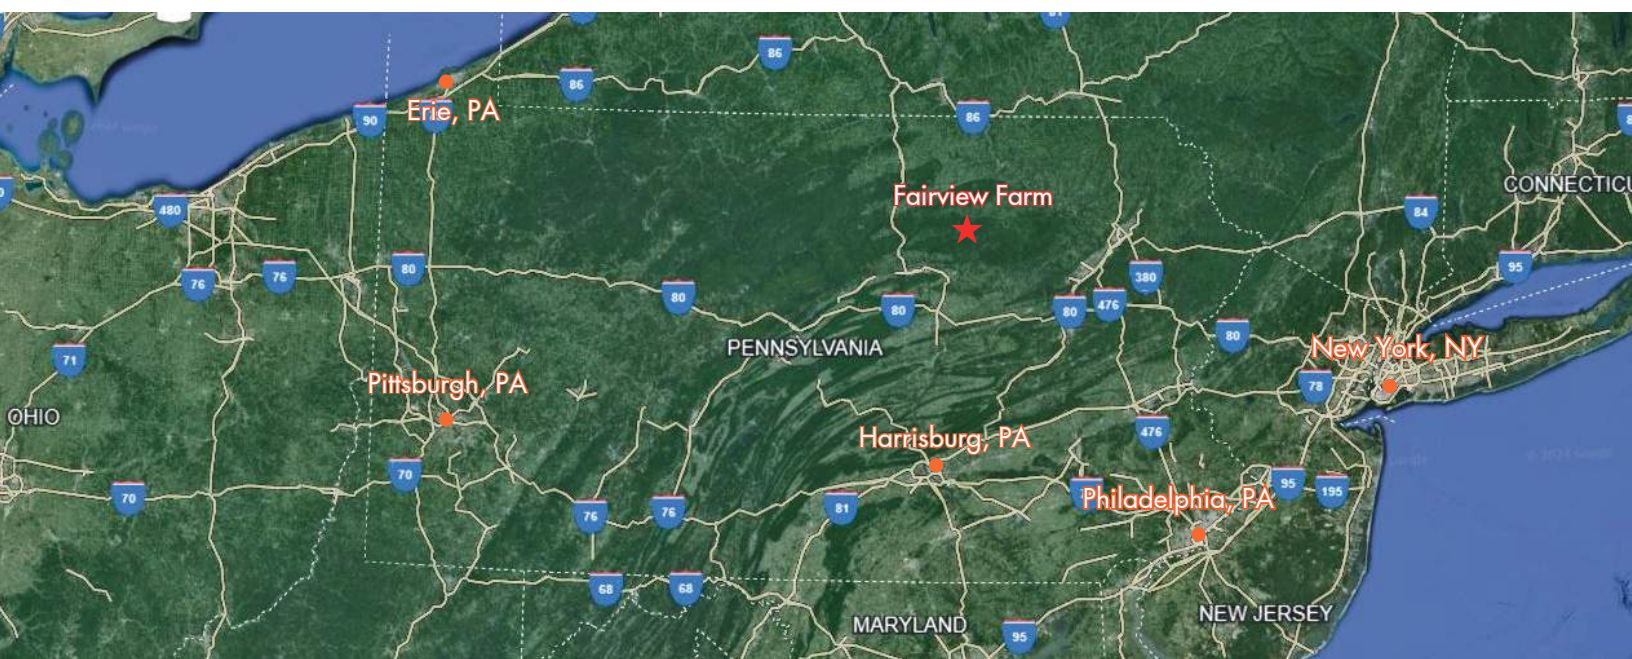 86
86
Erie, PA
90
86
Fairview Farm
CONNECTICU
480
84
80
76
76
80
380
95
80
476
80
80
New York, NY
71
PENNSYLVANIA
Pittsburgh, PA
78
OHIO
Harrisburg, PA
476
70
70
95
195
Philadelphia, PA
81
76
76
68
68
NEW JERSEY
MARYLAND
95